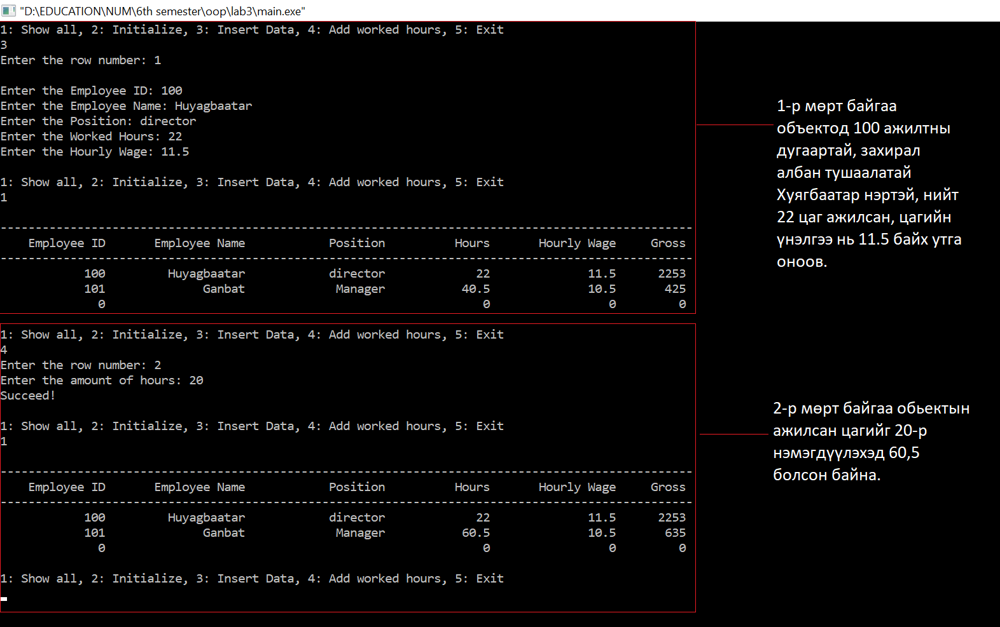 "D:\EDUCATION\NUM\6th semester\oop\lab3\main.exe"
1: Show all, 2: Initialize, 3: Insert Data, 4: Add worked hours, 5: Exit
3
Enter the row number: 1
Enter the Employee ID: 100
Enter the Employee Name: Huyagbaatar
Enter the Position: director
Enter the Worked Hours: 22
Enter the Hourly Wage: 11.5
1: Show all, 2: Initialize, 3: Insert Data, 4: Add worked hours, 5: Exit
1
---------------------------------------------------------------------------------------------------
Employee ID Employee Name Position Hours Hourly Wage Gross
---------------------------------------------------------------------------------------------------
100 Huyagbaatar director 22 11.5 2253
101 Ganbat Manager 40.5 10.5 425
0 0 0 0
1-р мөрт байгаа
объектод 100 ажилтны
дугаартай, захирал
албан тушаалатай
Хуягбаатар нэртэй, нийт
22 цаг ажилсан, цагийн
үнэлгээ нь 11.5 байх утга
оноов.
1: Show all, 2: Initialize, 3: Insert Data, 4: Add worked hours, 5: Exit
4
Enter the row number: 2
Enter the amount of hours: 20
Succeed!
1: Show all, 2: Initialize, 3: Insert Data, 4: Add worked hours, 5: Exit
1
---------------------------------------------------------------------------------------------------
Employee ID Employee Name Position Hours Hourly Wage Gross
---------------------------------------------------------------------------------------------------
100 Huyagbaatar director 22 11.5 2253
101 Ganbat Manager 60.5 10.5 635
0 0 0 0
1: Show all, 2: Initialize, 3: Insert Data, 4: Add worked hours, 5: Exit
2-р мөрт байгаа обьектын
ажилсан цагийг 20-р
нэмэгдүүлэхэд 60,5
болсон байна.